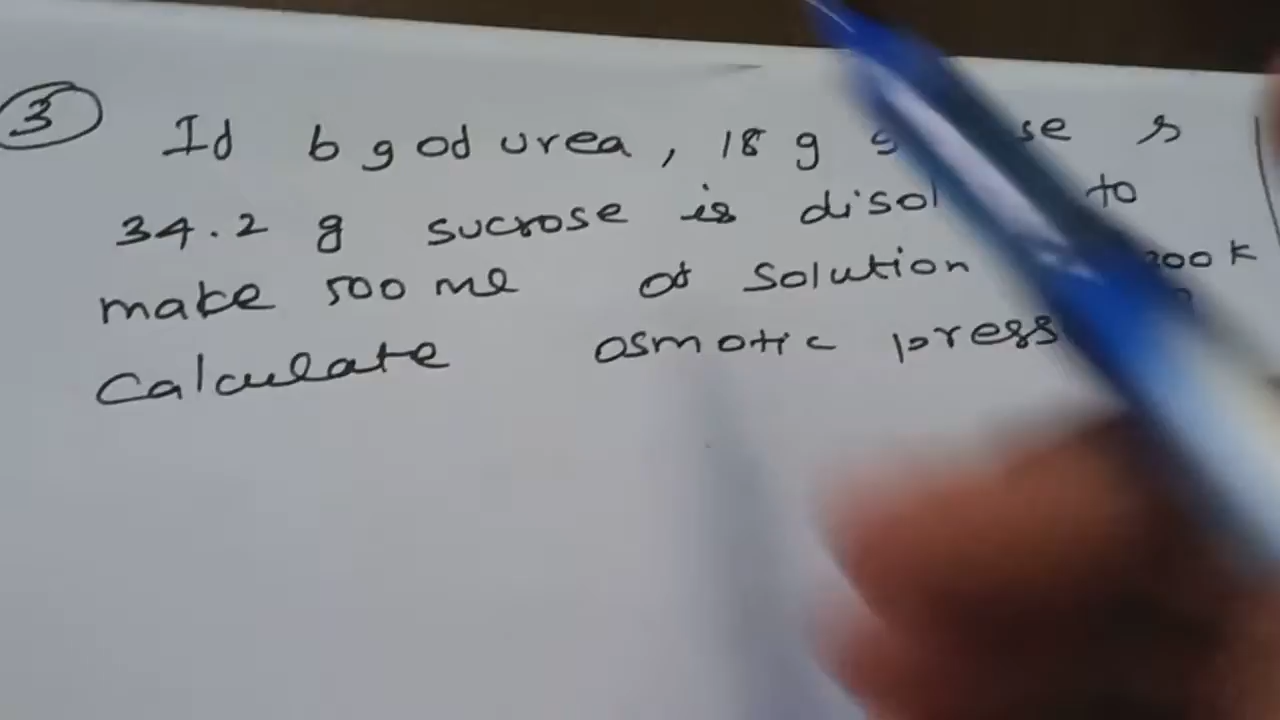 3 If 6 g of urea, 18 g
34.2 g sucrose is disol to
make 500 ml of solution 300 K
Calculate osmotic press